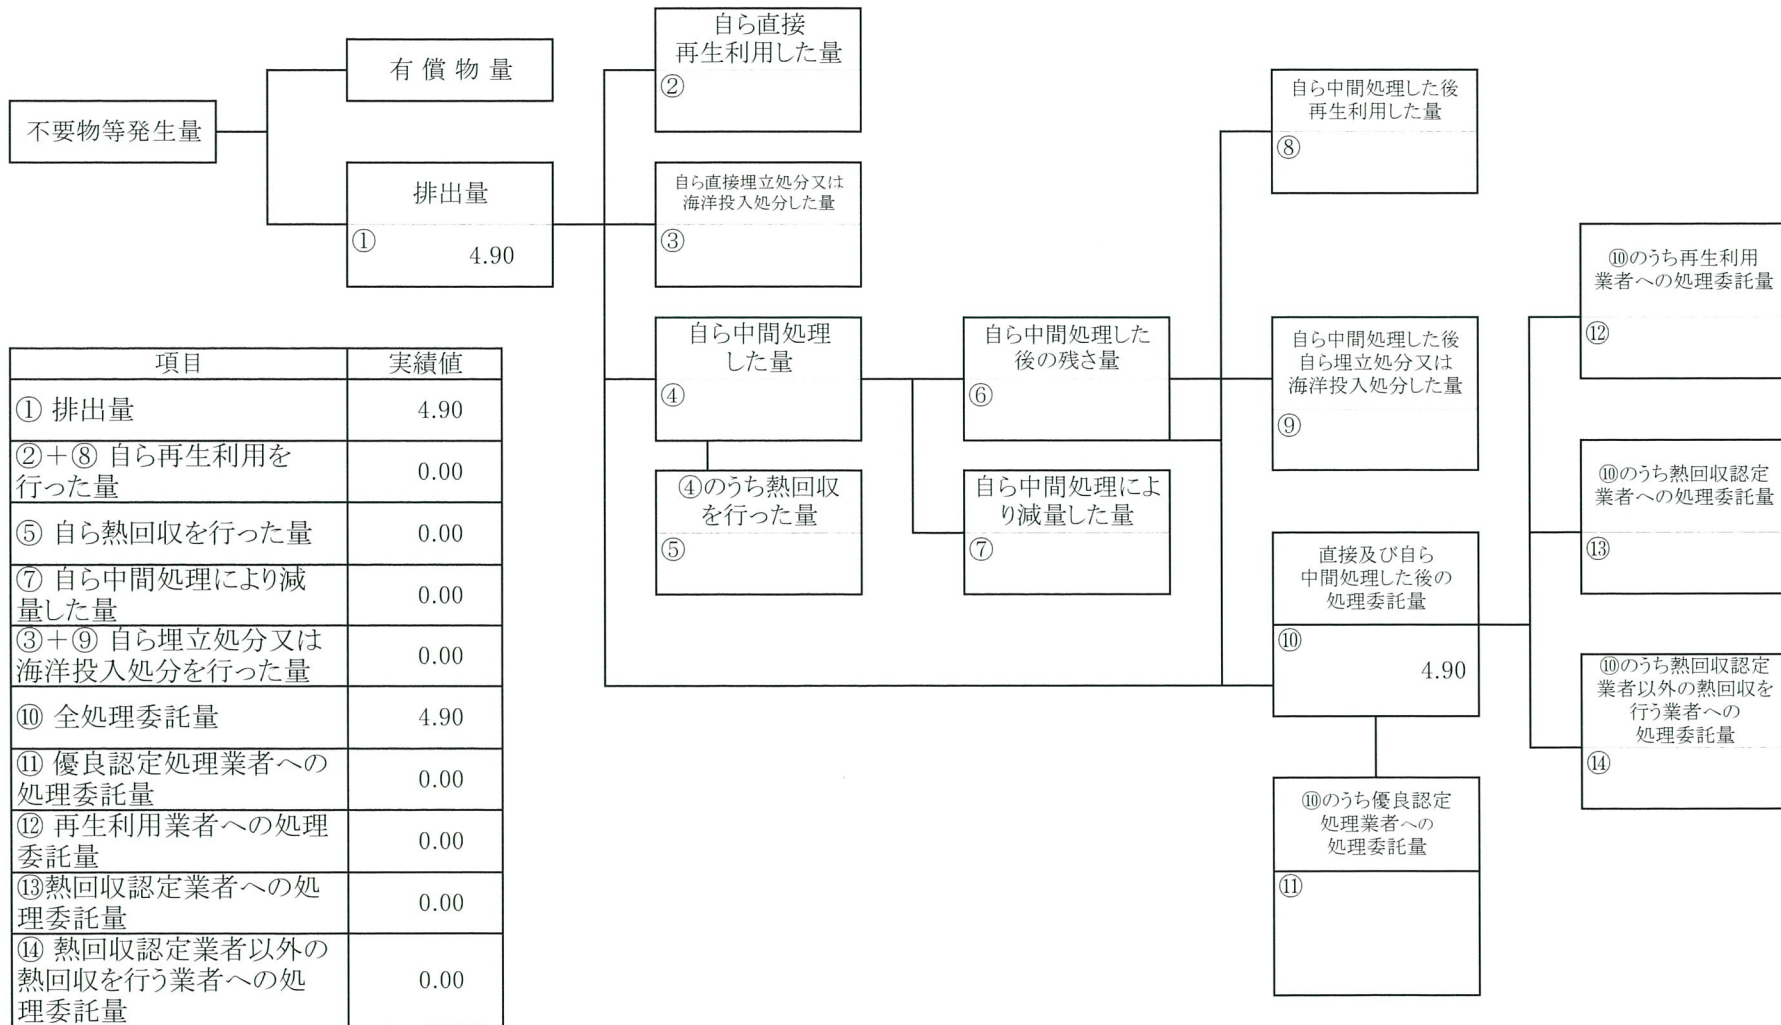 不要物等発生量
有 償 物 量
排出量
①
4.90
自ら直接
再生利用した量
②
自ら直接埋立処分又は
海洋投入処分した量
③
自ら中間処理
した量
④
④のうち熱回収
を行った量
⑤
自ら中間処理した
後の残さ量
⑥
自ら中間処理によ
り減量した量
⑦
自ら中間処理した後
再生利用した量
⑧
自ら中間処理した後
自ら埋立処分又は
海洋投入処分した量
⑨
直接及び自ら
中間処理した後の
処理委託量
⑩
4.90
⑩のうち優良認定
処理業者への
処理委託量
⑪
⑩のうち再生利用
業者への処理委託量
⑫
⑩のうち熱回収認定
業者への処理委託量
⑬
⑩のうち熱回収認定
業者以外の熱回収を
行う業者への
処理委託量
⑭
項目 実績値
① 排出量 4.90
②+⑧ 自ら再生利用を
行った量 0.00
⑤ 自ら熱回収を行った量 0.00
⑦ 自ら中間処理により減
量した量 0.00
③+⑨ 自ら埋立処分又は
海洋投入処分を行った量 0.00
⑩ 全処理委託量 4.90
⑪ 優良認定処理業者への
処理委託量 0.00
⑫ 再生利用業者への処理
委託量 0.00
⑬熱回収認定業者への処
理委託量 0.00
⑭ 熱回収認定業者以外の
熱回収を行う業者への処
理委託量 0.00